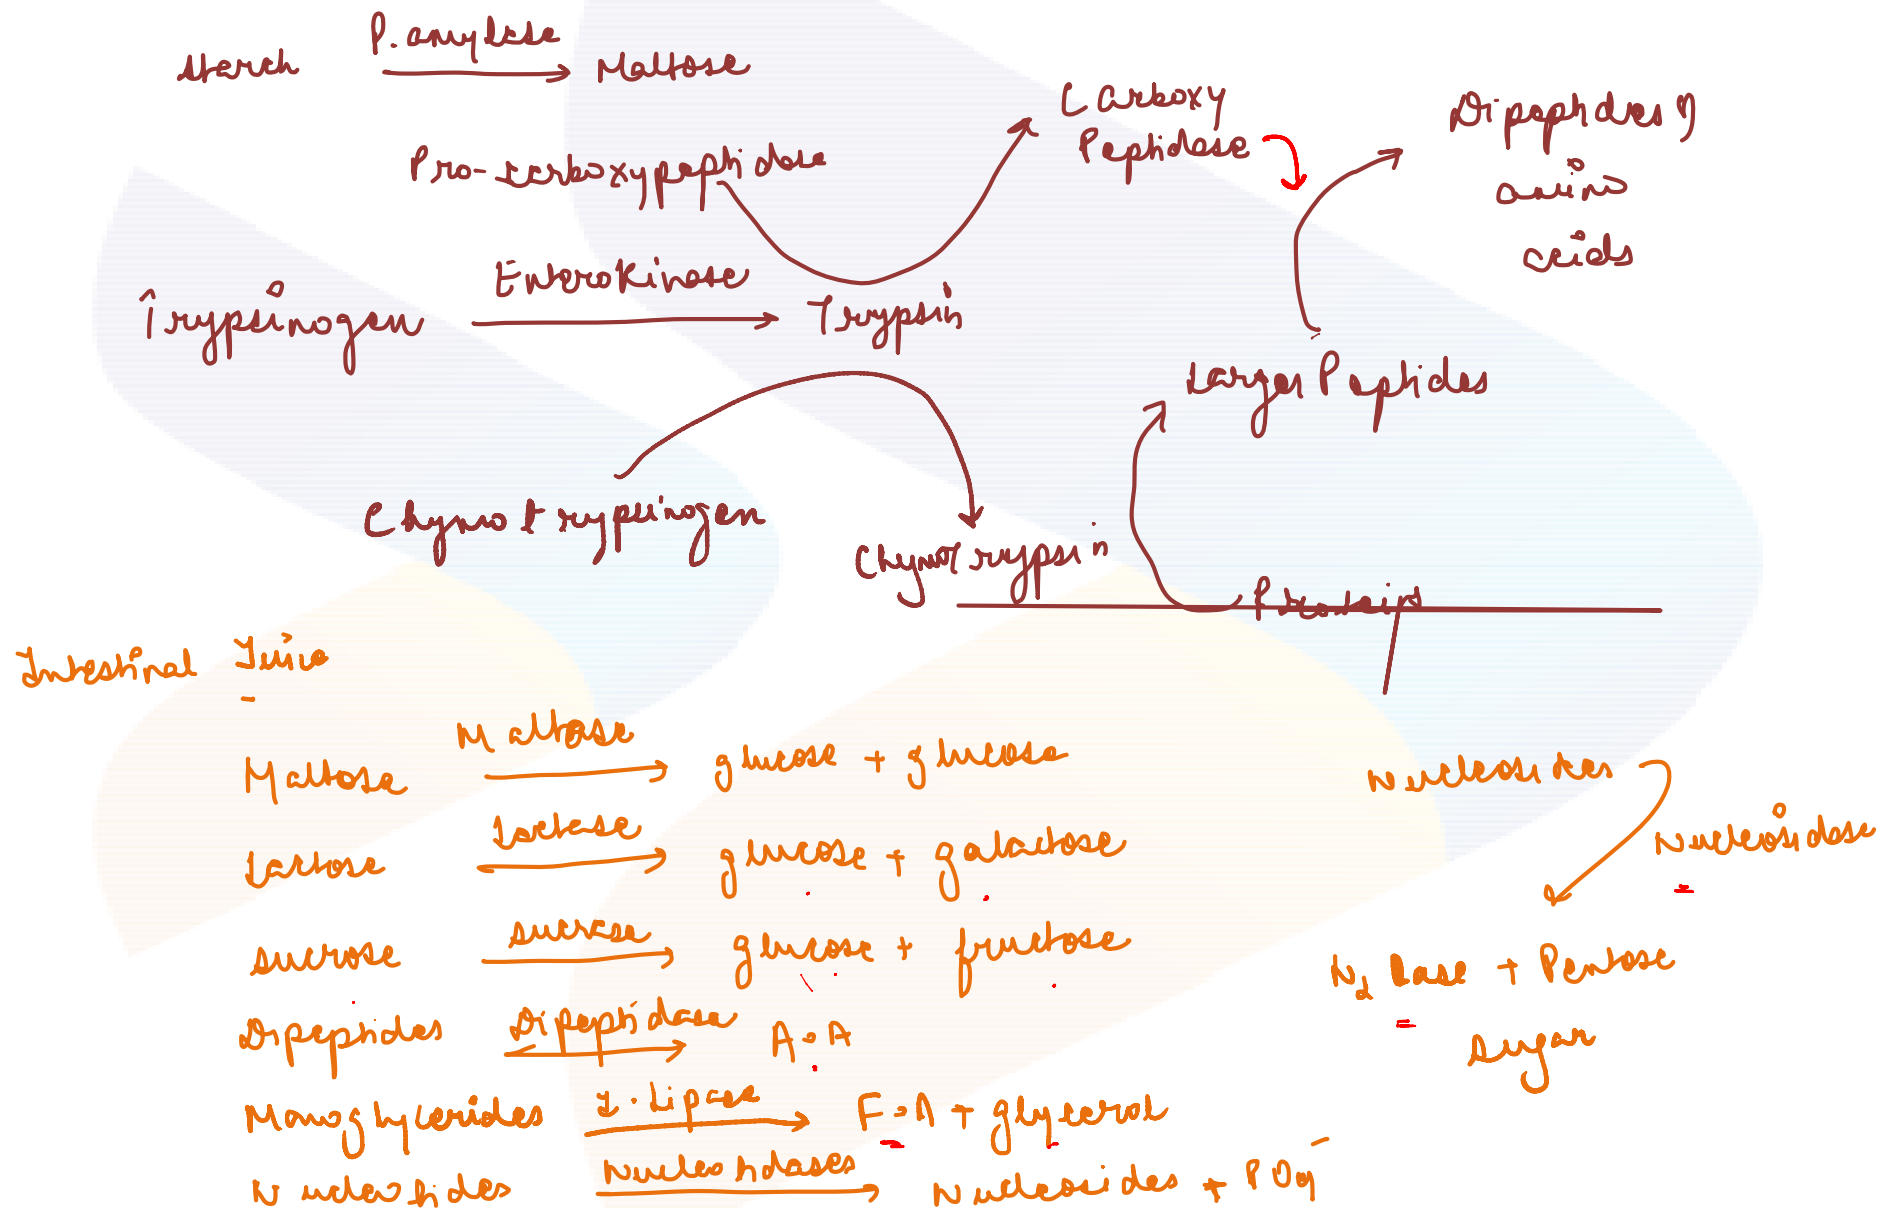 Starch P. amylase Maltose
Pro-carboxypeptidase
Carboxy
Peptidase
Dipeptides
amino
acids
Trypsinogen Enterokinase Trypsin
Larger Peptides
Chymotrypsinogen
Chymotrypsin
Proteins
Intestinal Juice
Maltose Maltase glucose + glucose
Lactose Lactase glucose + galactose
Sucrose Sucrase glucose + fructose
Dipeptides Dipeptidase A.A
Monoglycerides I. Lipase F.A + glycerol
Nucleotides Nucleotidases Nucleosides + PO4-
Nucleosides
Nucleosidase
N2 base + Pentose
Sugar